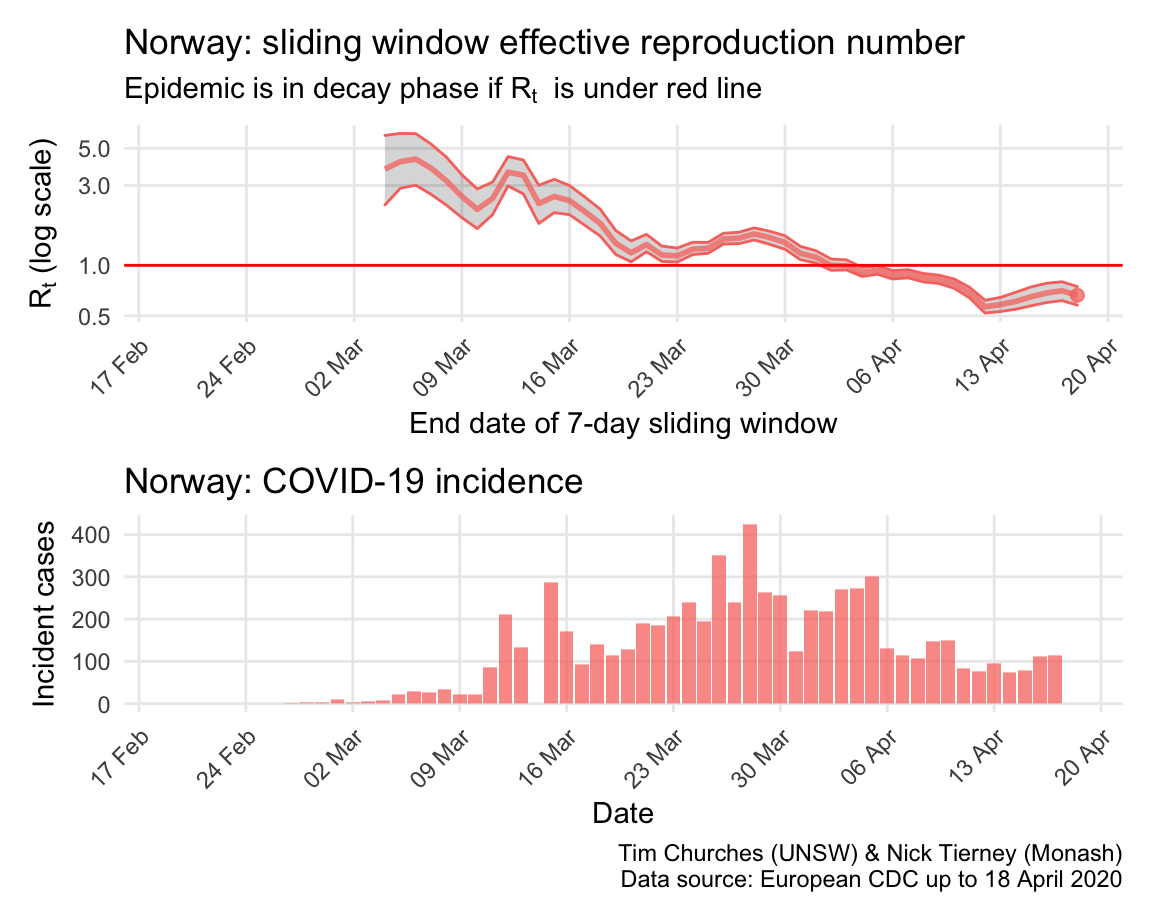 Norway: sliding window effective reproduction number
Epidemic is in decay phase if Rt is under red line
Rt (log scale)
5.0
3.0
1.0
0.5
17 Feb
24 Feb
02 Mar
09 Mar
16 Mar
23 Mar
30 Mar
06 Apr
13 Apr
20 Apr
End date of 7-day sliding window
Norway: COVID-19 incidence
Incident cases
400
300
200
100
0
17 Feb
24 Feb
02 Mar
09 Mar
16 Mar
23 Mar
30 Mar
06 Apr
13 Apr
20 Apr
Date
Tim Churches (UNSW) & Nick Tierney (Monash)
Data source: European CDC up to 18 April 2020